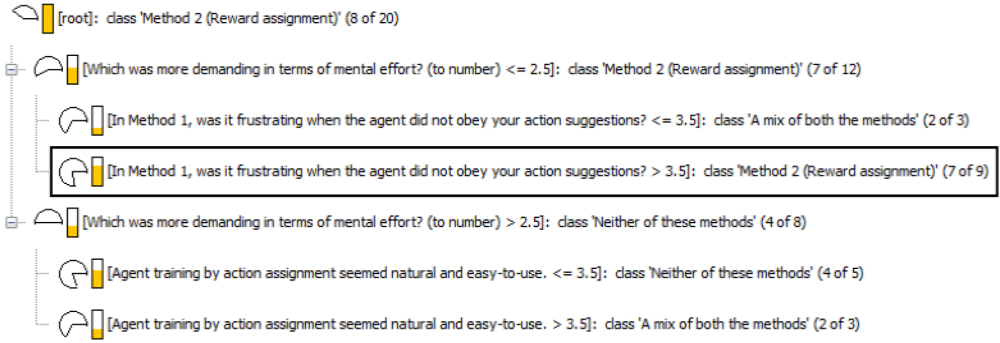 [root]: class 'Method 2 (Reward assignment)' (8 of 20)
[Which was more demanding in terms of mental effort? (to number) <= 2.5]: class 'Method 2 (Reward assignment)' (7 of 12)
[In Method 1, was it frustrating when the agent did not obey your action suggestions? <= 3.5]: class 'A mix of both the methods' (2 of 3)
[In Method 1, was it frustrating when the agent did not obey your action suggestions? > 3.5]: class 'Method 2 (Reward assignment)' (7 of 9)
[Which was more demanding in terms of mental effort? (to number) > 2.5]: class 'Neither of these methods' (4 of 8)
[Agent training by action assignment seemed natural and easy-to-use. <= 3.5]: class 'Neither of these methods' (4 of 5)
[Agent training by action assignment seemed natural and easy-to-use. > 3.5]: class 'A mix of both the methods' (2 of 3)